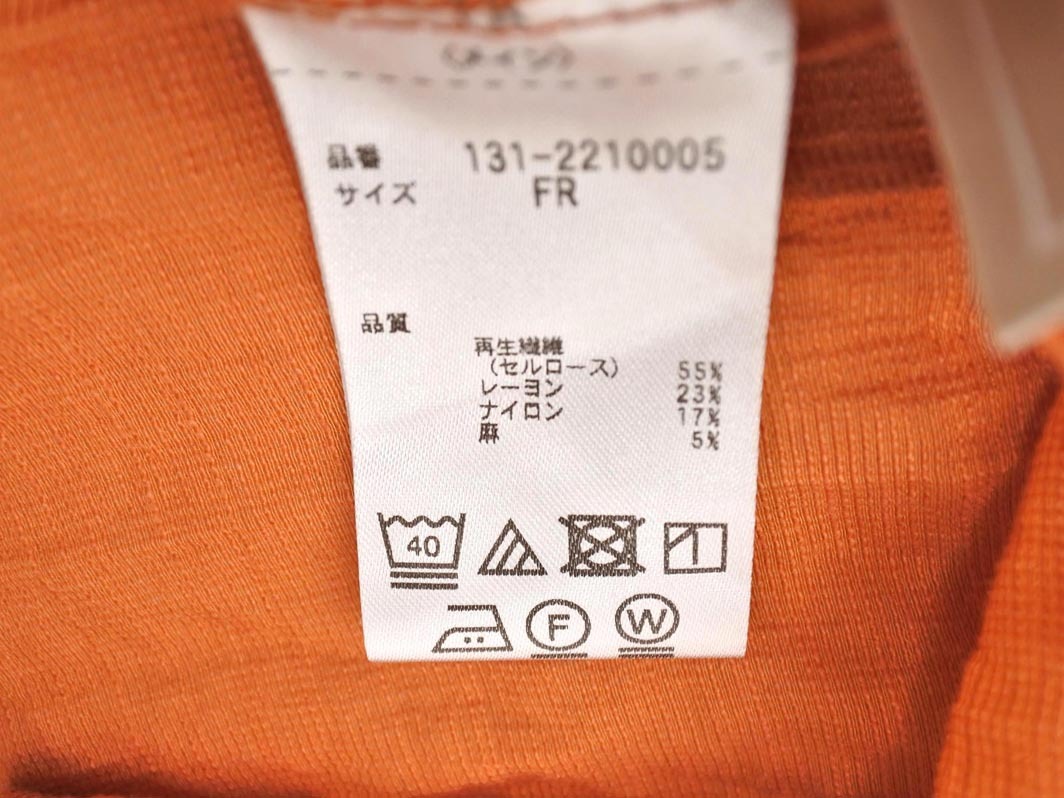 品番 131-2210005
サイズ FR
品質
再生繊維
(セルロース) 55%
レーヨン 23%
ナイロン 17%
麻 5%
40
F W